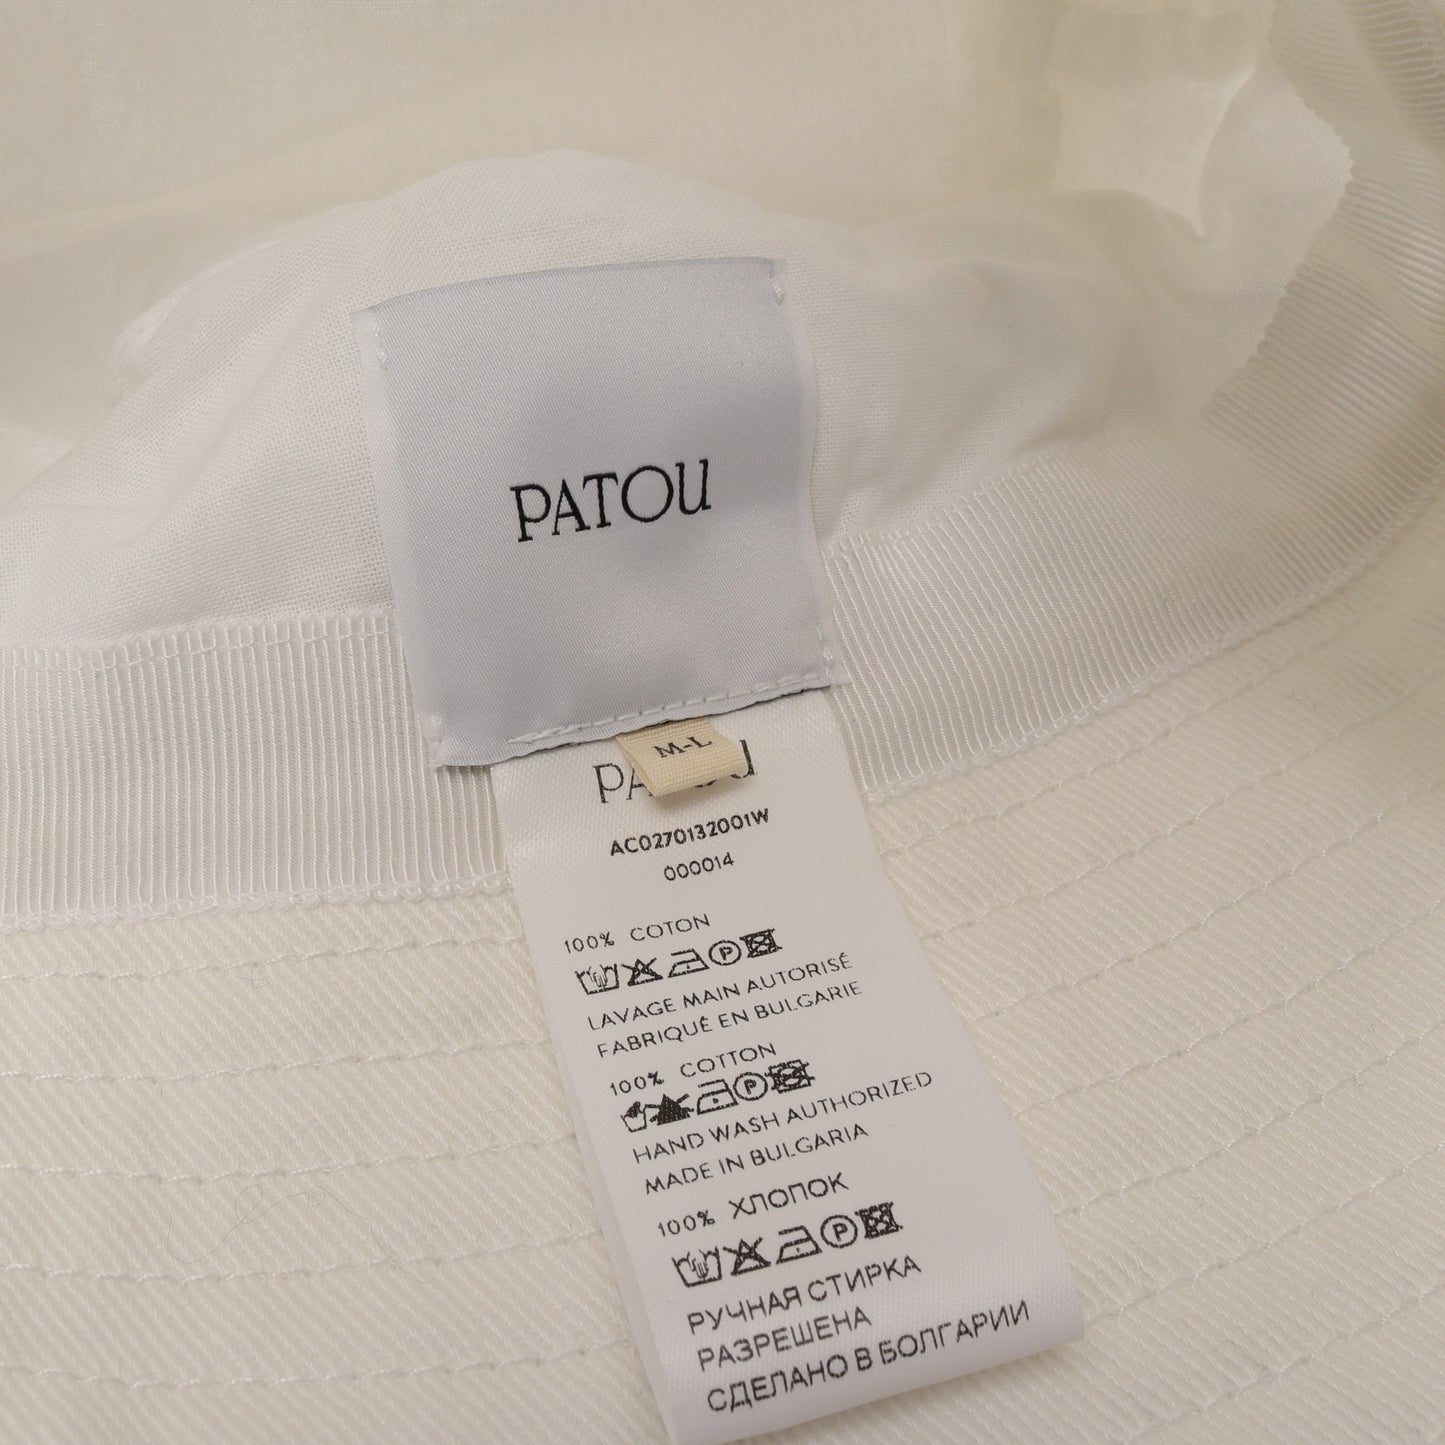 PATOU
M-L
AC0270132001W
000014
100% COTON
LAVAGE MAIN AUTORISÉ
FABRIQUÉ EN BULGARIE
100% COTTON
HAND WASH AUTHORIZED
MADE IN BULGARIA
100% ХЛОПОК
РУЧНАЯ СТИРКА
РАЗРЕШЕНА
СДЕЛАНО В БОЛГАРИИ